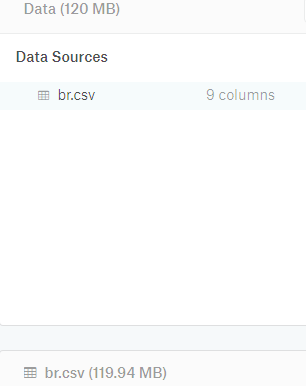 Data (120 MB)
Data Sources
br.csv 9 columns
br.csv (119.94 MB)